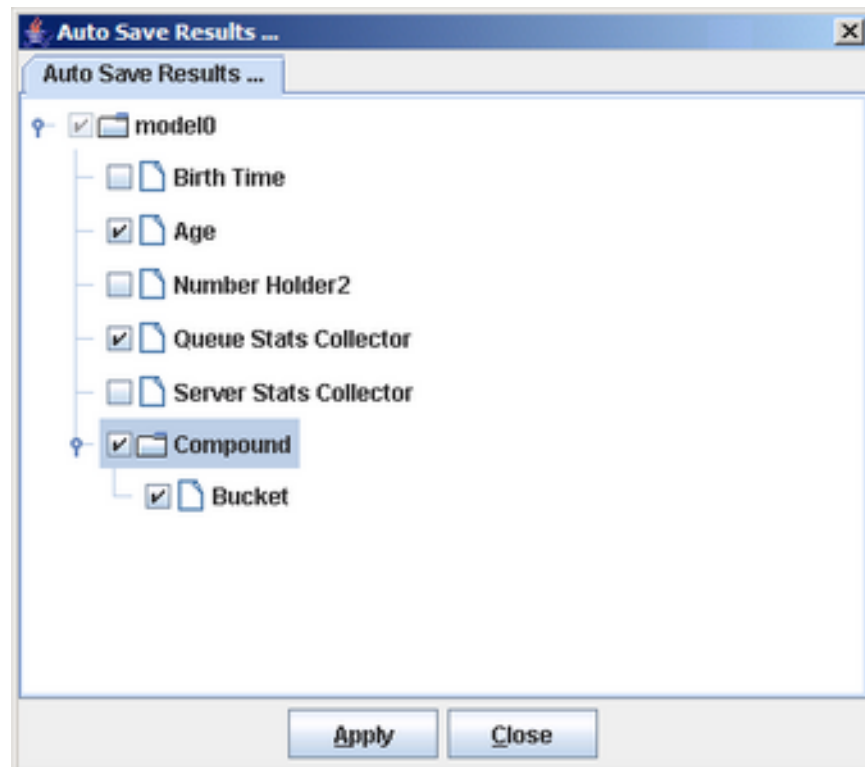 Auto Save Results ...
Auto Save Results ...
model0
Birth Time
Age
Number Holder2
Queue Stats Collector
Server Stats Collector
Compound
Bucket
Apply Close